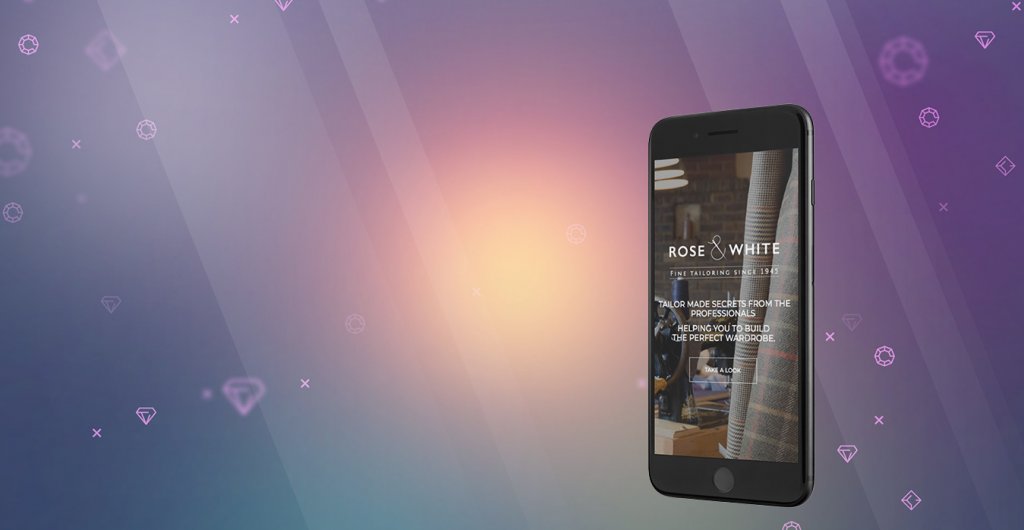 ROSE & WHITE
FINE TAILORING SINCE 1945
TAILOR MADE SECRETS FROM THE
PROFESSIONALS
HELPING YOU TO BUILD
THE PERFECT WARDROBE.
TAKE A LOOK